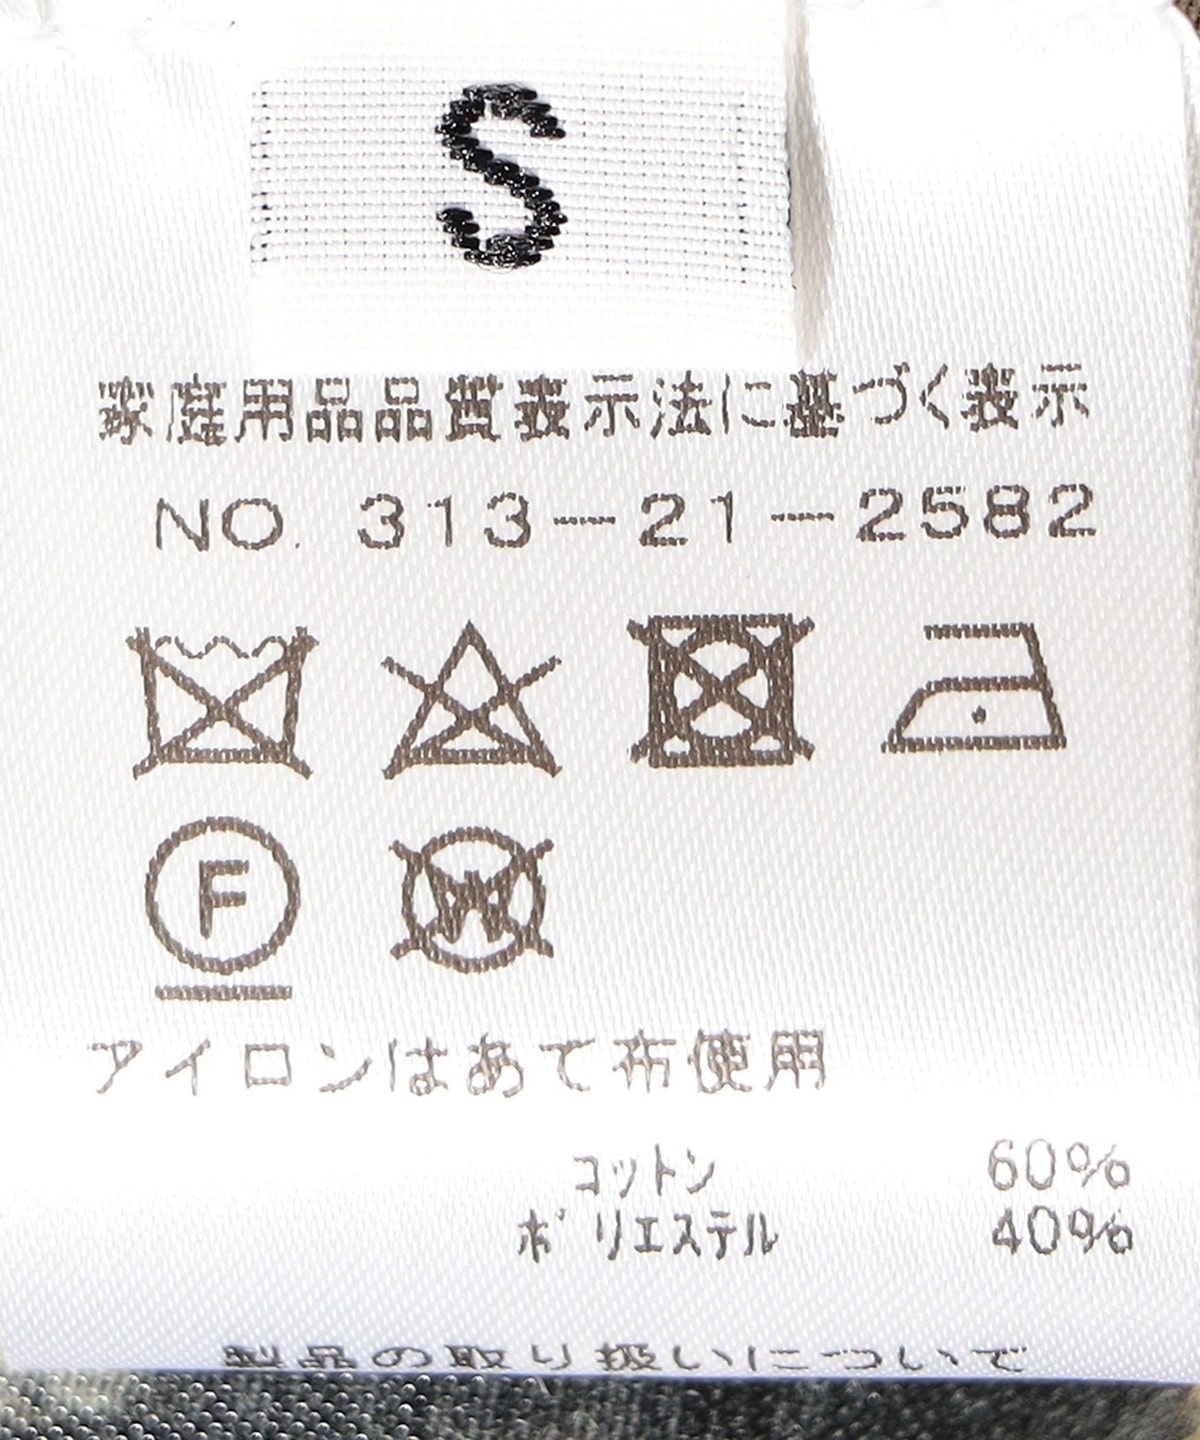 S
家庭用品品質表示法に基づく表示
NO. 313-21-2582
F W
アイロンはあて布使用
コットン 60%
ポリエステル 40%
製品の取り扱いについて